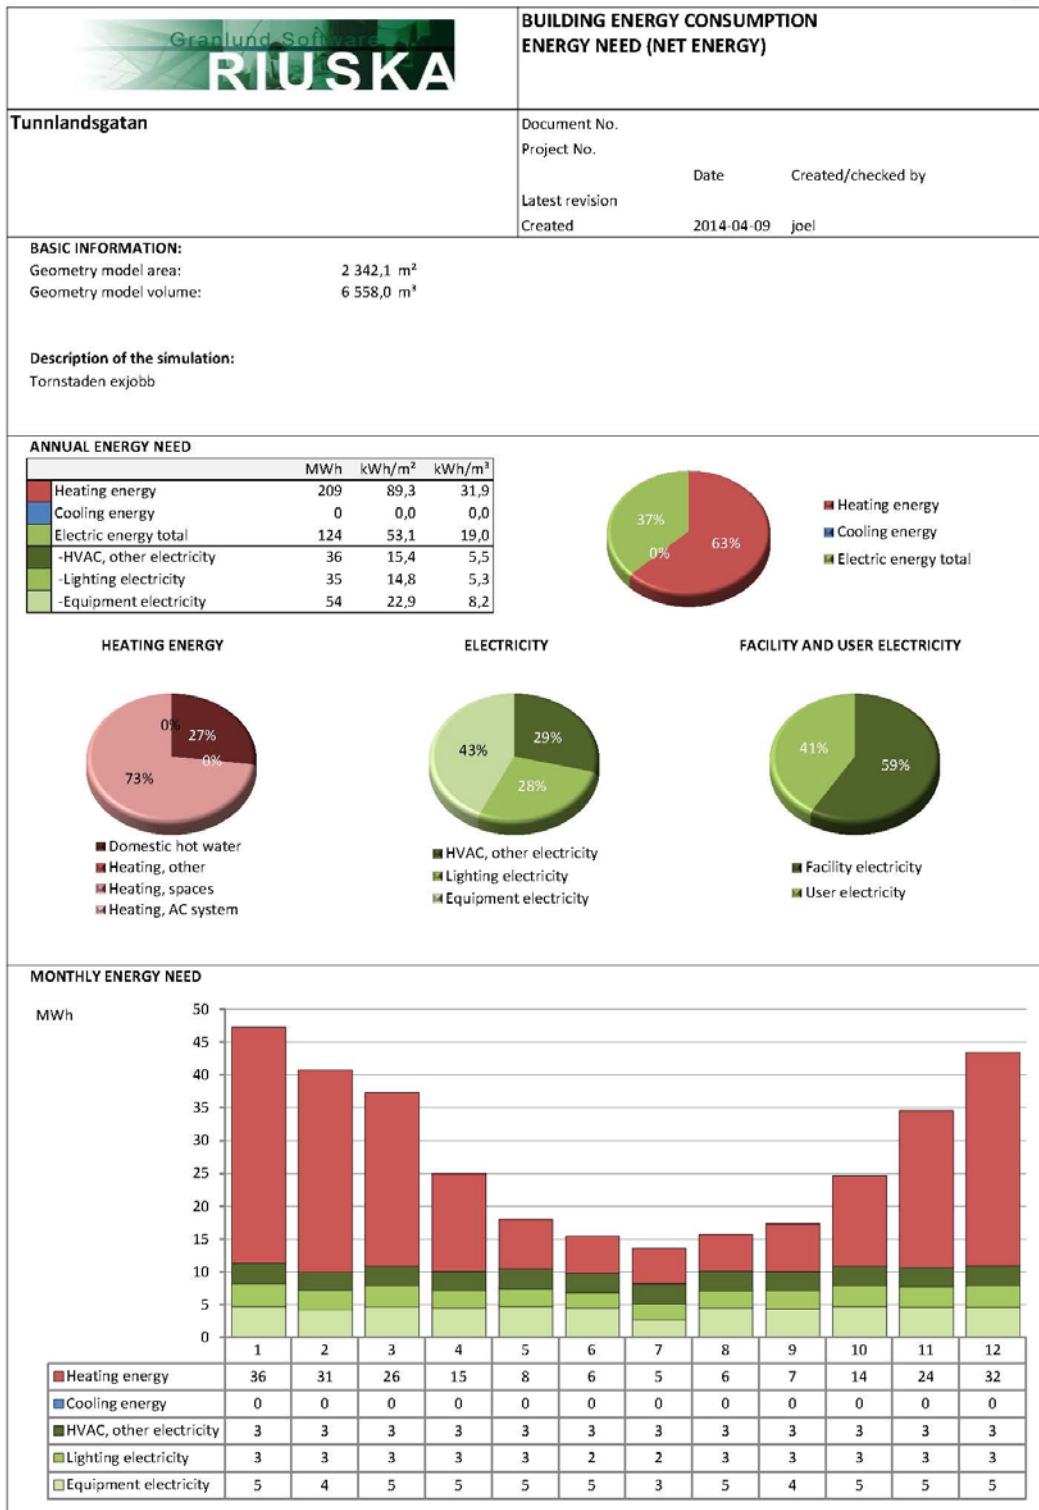 Granlund Software
RIUSKA
BUILDING ENERGY CONSUMPTION
ENERGY NEED (NET ENERGY)
Tunnlandsgatan
Document No.
Project No.
Date Created/checked by
Latest revision
Created 2014-04-09 joel
BASIC INFORMATION:
Geometry model area: 2 342,1 m²
Geometry model volume: 6 558,0 m³
Description of the simulation:
Tornstaden exjobb
ANNUAL ENERGY NEED
MWh kWh/m² kWh/m³
Heating energy 209 89,3 31,9
Cooling energy 0 0,0 0,0
Electric energy total 124 53,1 19,0
-HVAC, other electricity 36 15,4 5,5
-Lighting electricity 35 14,8 5,3
-Equipment electricity 54 22,9 8,2
37%
0%
63%
Heating energy
Cooling energy
Electric energy total
HEATING ENERGY
0%
27%
0%
73%
Domestic hot water
Heating, other
Heating, spaces
Heating, AC system
ELECTRICITY
43%
29%
28%
HVAC, other electricity
Lighting electricity
Equipment electricity
FACILITY AND USER ELECTRICITY
41%
59%
Facility electricity
User electricity
MONTHLY ENERGY NEED
MWh
50
45
40
35
30
25
20
15
10
5
0
1 2 3 4 5 6 7 8 9 10 11 12
Heating energy 36 31 26 15 8 6 5 6 7 14 24 32
Cooling energy 0 0 0 0 0 0 0 0 0 0 0 0
HVAC, other electricity 3 3 3 3 3 3 3 3 3 3 3 3
Lighting electricity 3 3 3 3 3 2 2 3 3 3 3 3
Equipment electricity 5 4 5 5 5 5 3 5 4 5 5 5